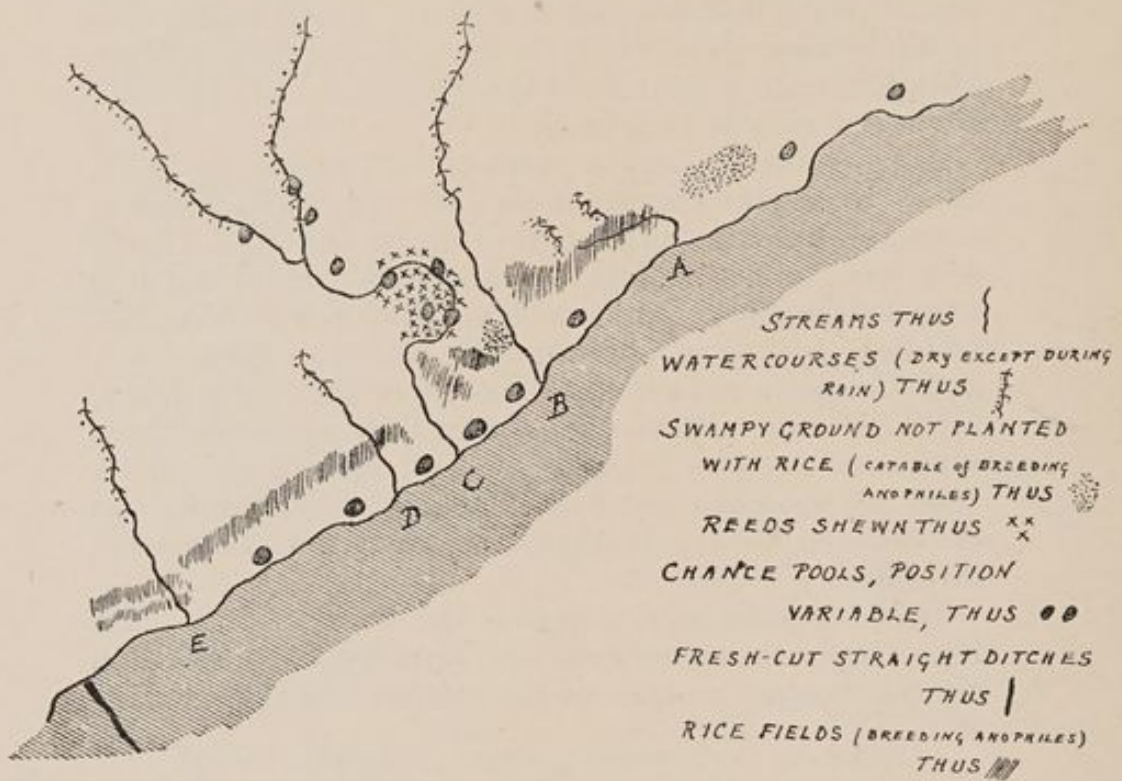 A
B
C
D
E
STREAMS THUS
WATERCOURSES (DRY EXCEPT DURING
RAIN) THUS
SWAMPY GROUND NOT PLANTED
WITH RICE (CATABLE of BREEDING
ANOPHILES) THUS
REEDS SHEWN THUS
CHANCE POOLS, POSITION
VARIABLE, THUS
FRESH-CUT STRAIGHT DITCHES
THUS
RICE FIELDS (BREEDING ANOPHILES)
THUS